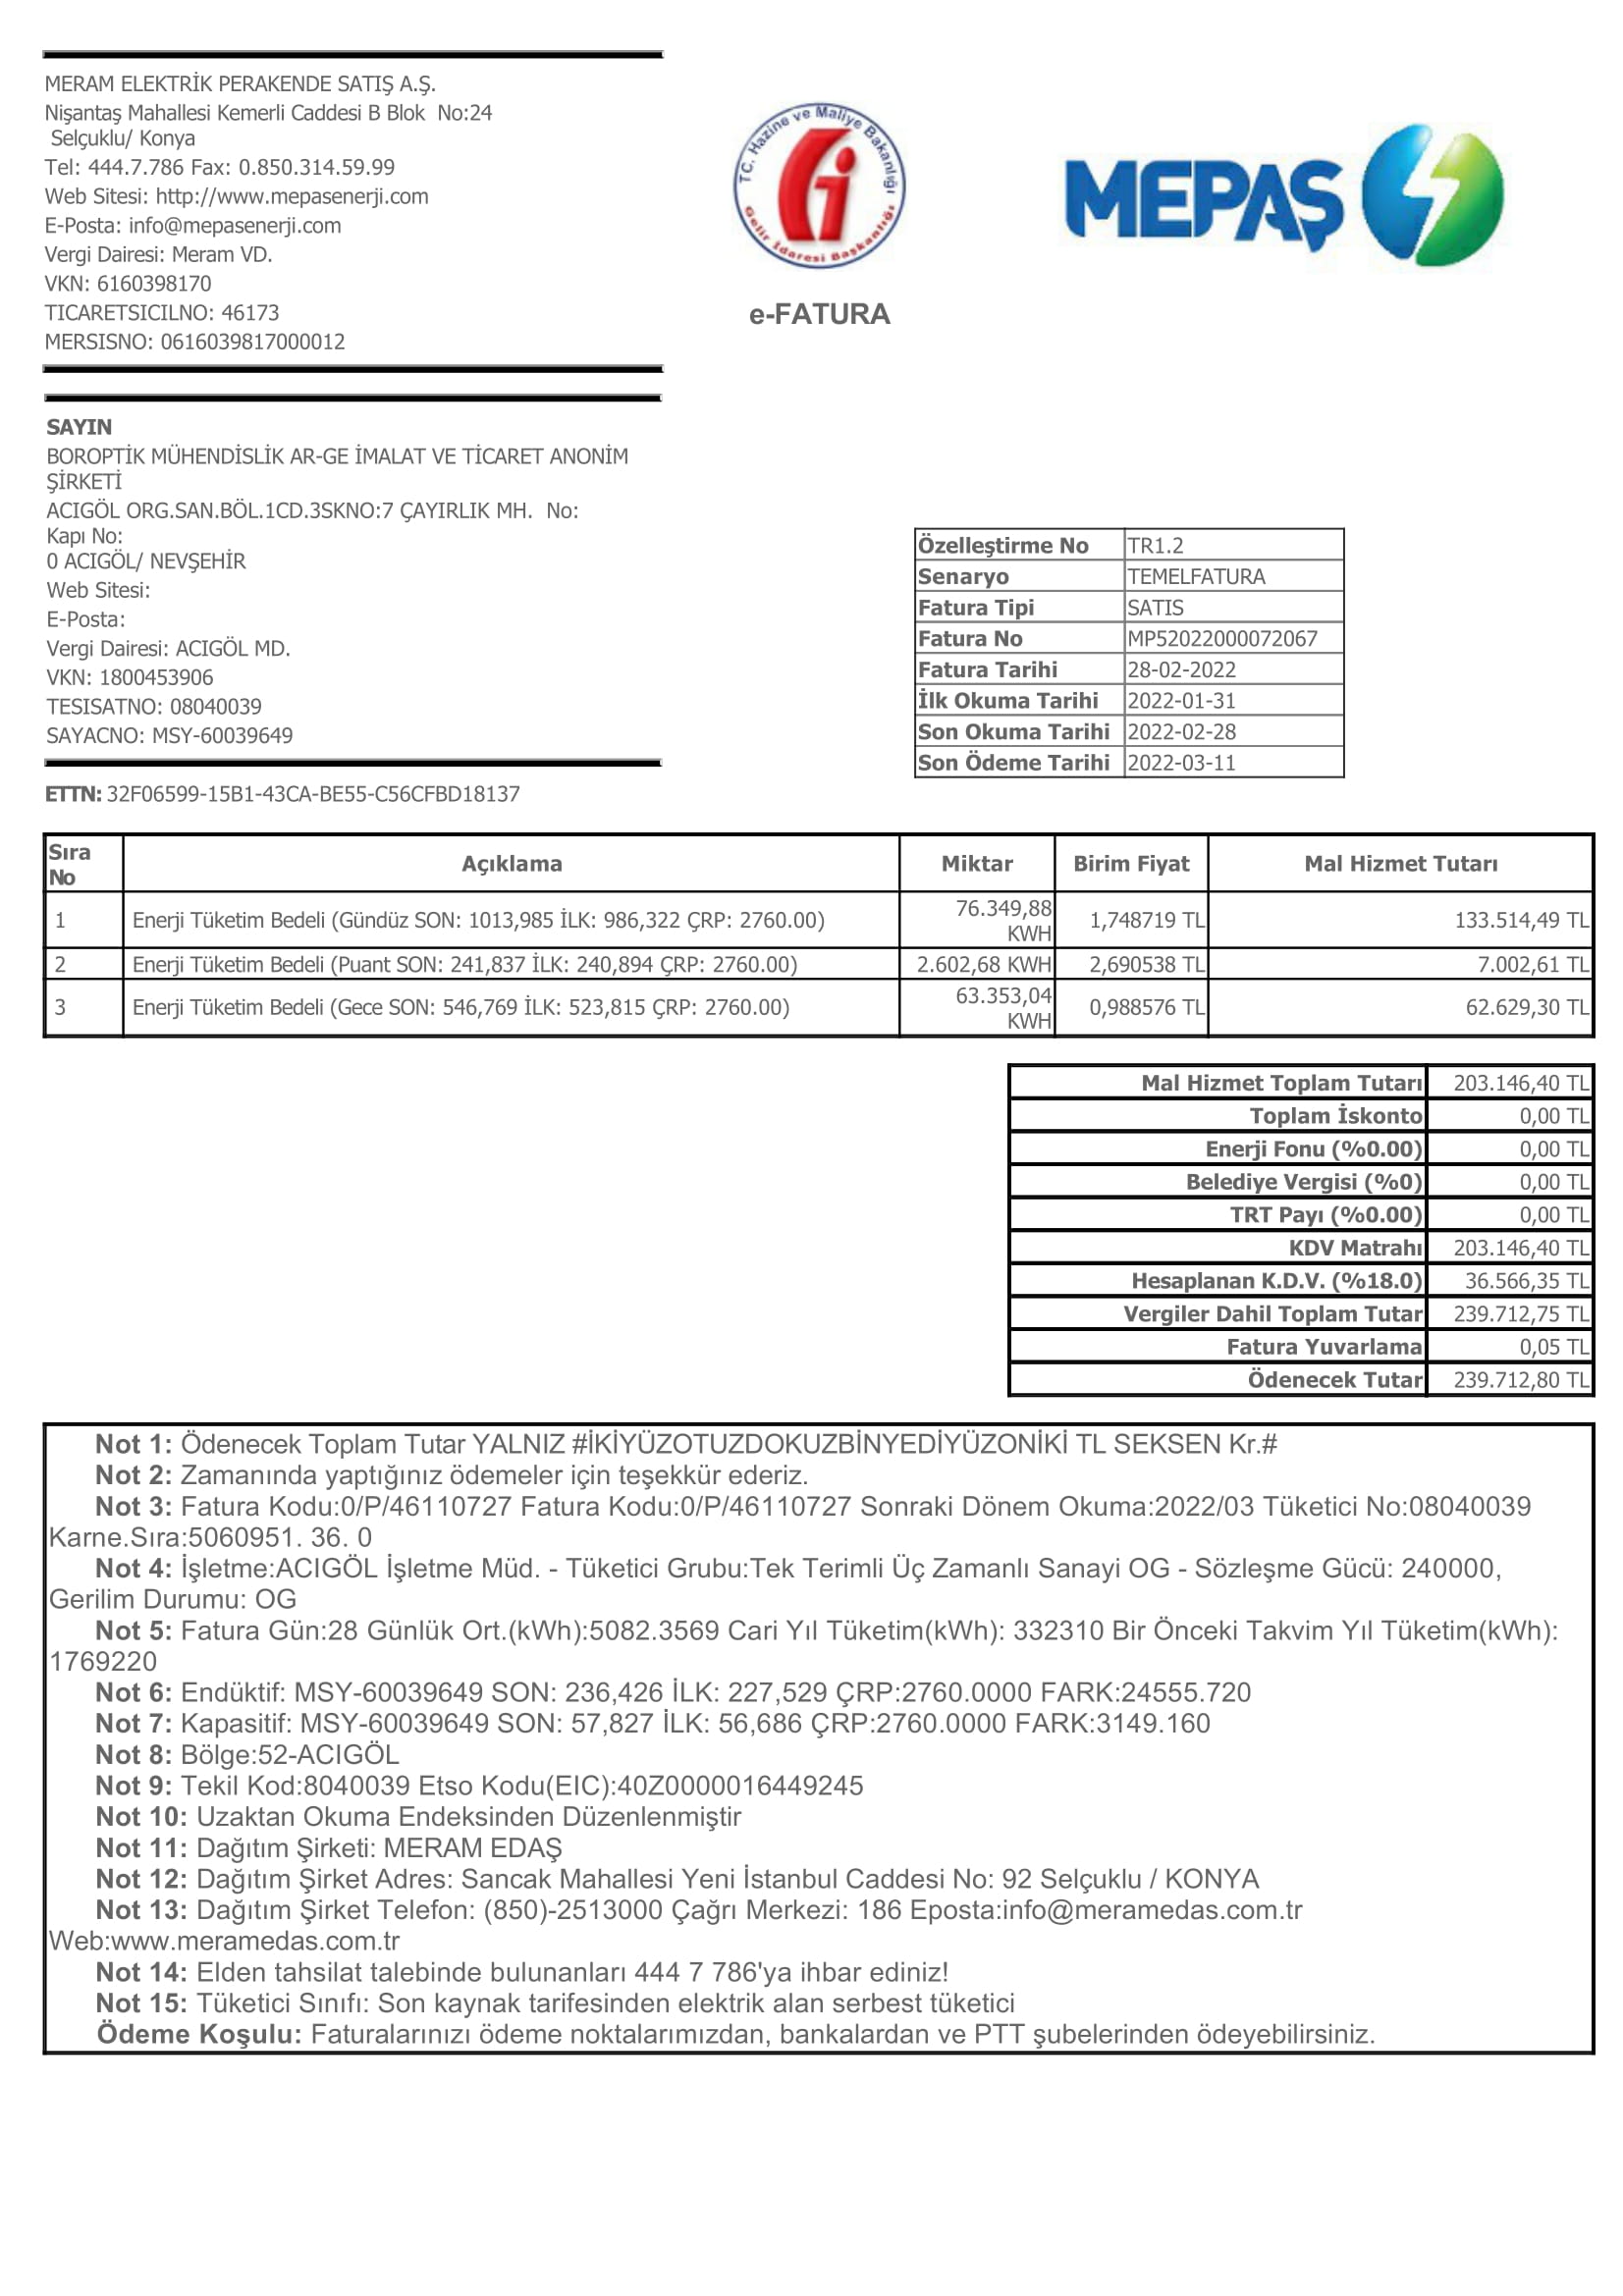 MERAM ELEKTRİK PERAKENDE SATIŞ A.Ş.
Nişantaş Mahallesi Kemerli Caddesi B Blok  No:24
Selçuklu/ Konya
Tel: 444.7.786 Fax: 0.850.314.59.99
Web Sitesi: http://www.mepasenerji.com
E-Posta: info@mepasenerji.com
Vergi Dairesi: Meram VD.
VKN: 6160398170
TICARETSICILNO: 46173
MERSISNO: 0616039817000012
TC. Hazine ve Maliye Bakanlığı
Gelir İdaresi Başkanlığı
e-FATURA
MEPAŞ
SAYIN
BOROPTİK MÜHENDİSLİK AR-GE İMALAT VE TİCARET ANONİM
ŞİRKETİ
ACIGÖL ORG.SAN.BÖL.1CD.3SKNO:7 ÇAYIRLIK MH.  No:
Kapı No:
0 ACIGÖL/ NEVŞEHİR
Web Sitesi:
E-Posta:
Vergi Dairesi: ACIGÖL MD.
VKN: 1800453906
TESISATNO: 08040039
SAYACNO: MSY-60039649
ETTN: 32F06599-15B1-43CA-BE55-C56CFBD18137
Özelleştirme No TR1.2
Senaryo TEMELFATURA
Fatura Tipi SATIS
Fatura No MP52022000072067
Fatura Tarihi 28-02-2022
İlk Okuma Tarihi 2022-01-31
Son Okuma Tarihi 2022-02-28
Son Ödeme Tarihi 2022-03-11
Sıra No Açıklama Miktar Birim Fiyat Mal Hizmet Tutarı
1 Enerji Tüketim Bedeli (Gündüz SON: 1013,985 İLK: 986,322 ÇRP: 2760.00) 76.349,88 KWH 1,748719 TL 133.514,49 TL
2 Enerji Tüketim Bedeli (Puant SON: 241,837 İLK: 240,894 ÇRP: 2760.00) 2.602,68 KWH 2,690538 TL 7.002,61 TL
3 Enerji Tüketim Bedeli (Gece SON: 546,769 İLK: 523,815 ÇRP: 2760.00) 63.353,04 KWH 0,988576 TL 62.629,30 TL
Mal Hizmet Toplam Tutarı 203.146,40 TL
Toplam İskonto 0,00 TL
Enerji Fonu (%0.00) 0,00 TL
Belediye Vergisi (%0) 0,00 TL
TRT Payı (%0.00) 0,00 TL
KDV Matrahı 203.146,40 TL
Hesaplanan K.D.V. (%18.0) 36.566,35 TL
Vergiler Dahil Toplam Tutar 239.712,75 TL
Fatura Yuvarlama 0,05 TL
Ödenecek Tutar 239.712,80 TL
Not 1: Ödenecek Toplam Tutar YALNIZ #İKİYÜZOTUZDOKUZBİNYEDİYÜZONİKİ TL SEKSEN Kr.#
Not 2: Zamanında yaptığınız ödemeler için teşekkür ederiz.
Not 3: Fatura Kodu:0/P/46110727 Fatura Kodu:0/P/46110727 Sonraki Dönem Okuma:2022/03 Tüketici No:08040039
Karne.Sıra:5060951. 36. 0
Not 4: İşletme:ACIGÖL İşletme Müd. - Tüketici Grubu:Tek Terimli Üç Zamanlı Sanayi OG - Sözleşme Gücü: 240000,
Gerilim Durumu: OG
Not 5: Fatura Gün:28 Günlük Ort.(kWh):5082.3569 Cari Yıl Tüketim(kWh): 332310 Bir Önceki Takvim Yıl Tüketim(kWh):
1769220
Not 6: Endüktif: MSY-60039649 SON: 236,426 İLK: 227,529 ÇRP:2760.0000 FARK:24555.720
Not 7: Kapasitif: MSY-60039649 SON: 57,827 İLK: 56,686 ÇRP:2760.0000 FARK:3149.160
Not 8: Bölge:52-ACIGÖL
Not 9: Tekil Kod:8040039 Etso Kodu(EIC):40Z0000016449245
Not 10: Uzaktan Okuma Endeksinden Düzenlenmiştir
Not 11: Dağıtım Şirketi: MERAM EDAŞ
Not 12: Dağıtım Şirket Adres: Sancak Mahallesi Yeni İstanbul Caddesi No: 92 Selçuklu / KONYA
Not 13: Dağıtım Şirket Telefon: (850)-2513000 Çağrı Merkezi: 186 Eposta:info@meramedas.com.tr
Web:www.meramedas.com.tr
Not 14: Elden tahsilat talebinde bulunanları 444 7 786'ya ihbar ediniz!
Not 15: Tüketici Sınıfı: Son kaynak tarifesinden elektrik alan serbest tüketici
Ödeme Koşulu: Faturalarınızı ödeme noktalarımızdan, bankalardan ve PTT şubelerinden ödeyebilirsiniz.